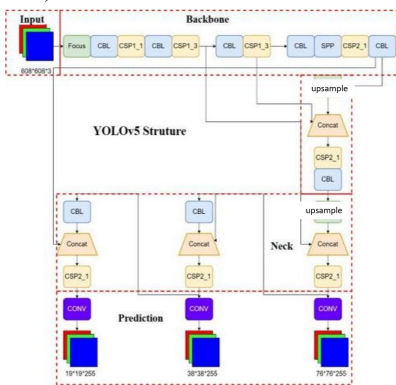 Input
Backbone
Focus CBL CSP1_1 CBL CSP1_3 CBL CSP1_3 CBL SPP CSP2_1 CBL
608*608*3
upsample
YOLOv5 Struture
Concat
CSP2_1
CBL
CBL CBL upsample
Neck
Concat Concat Concat
CSP2_1 CSP2_1 CSP2_1
Prediction
CONV CONV CONV
19*19*255 38*38*255 76*76*255